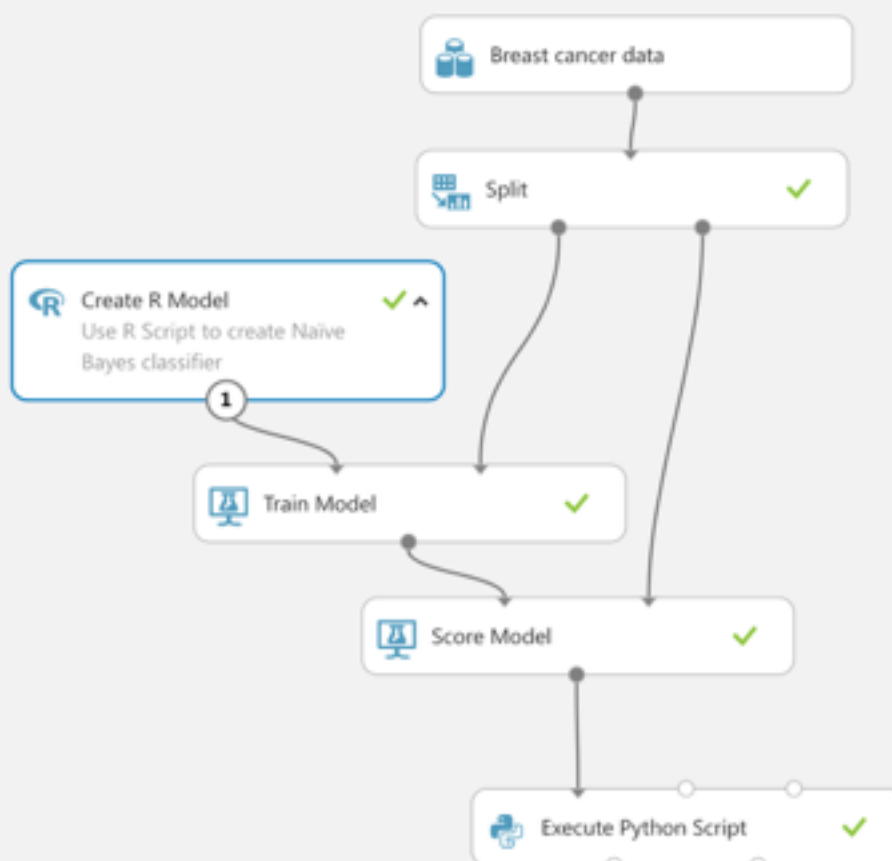 Breast cancer data
Split
Create R Model
Use R Script to create Naïve
Bayes classifier
1
Train Model
Score Model
Execute Python Script